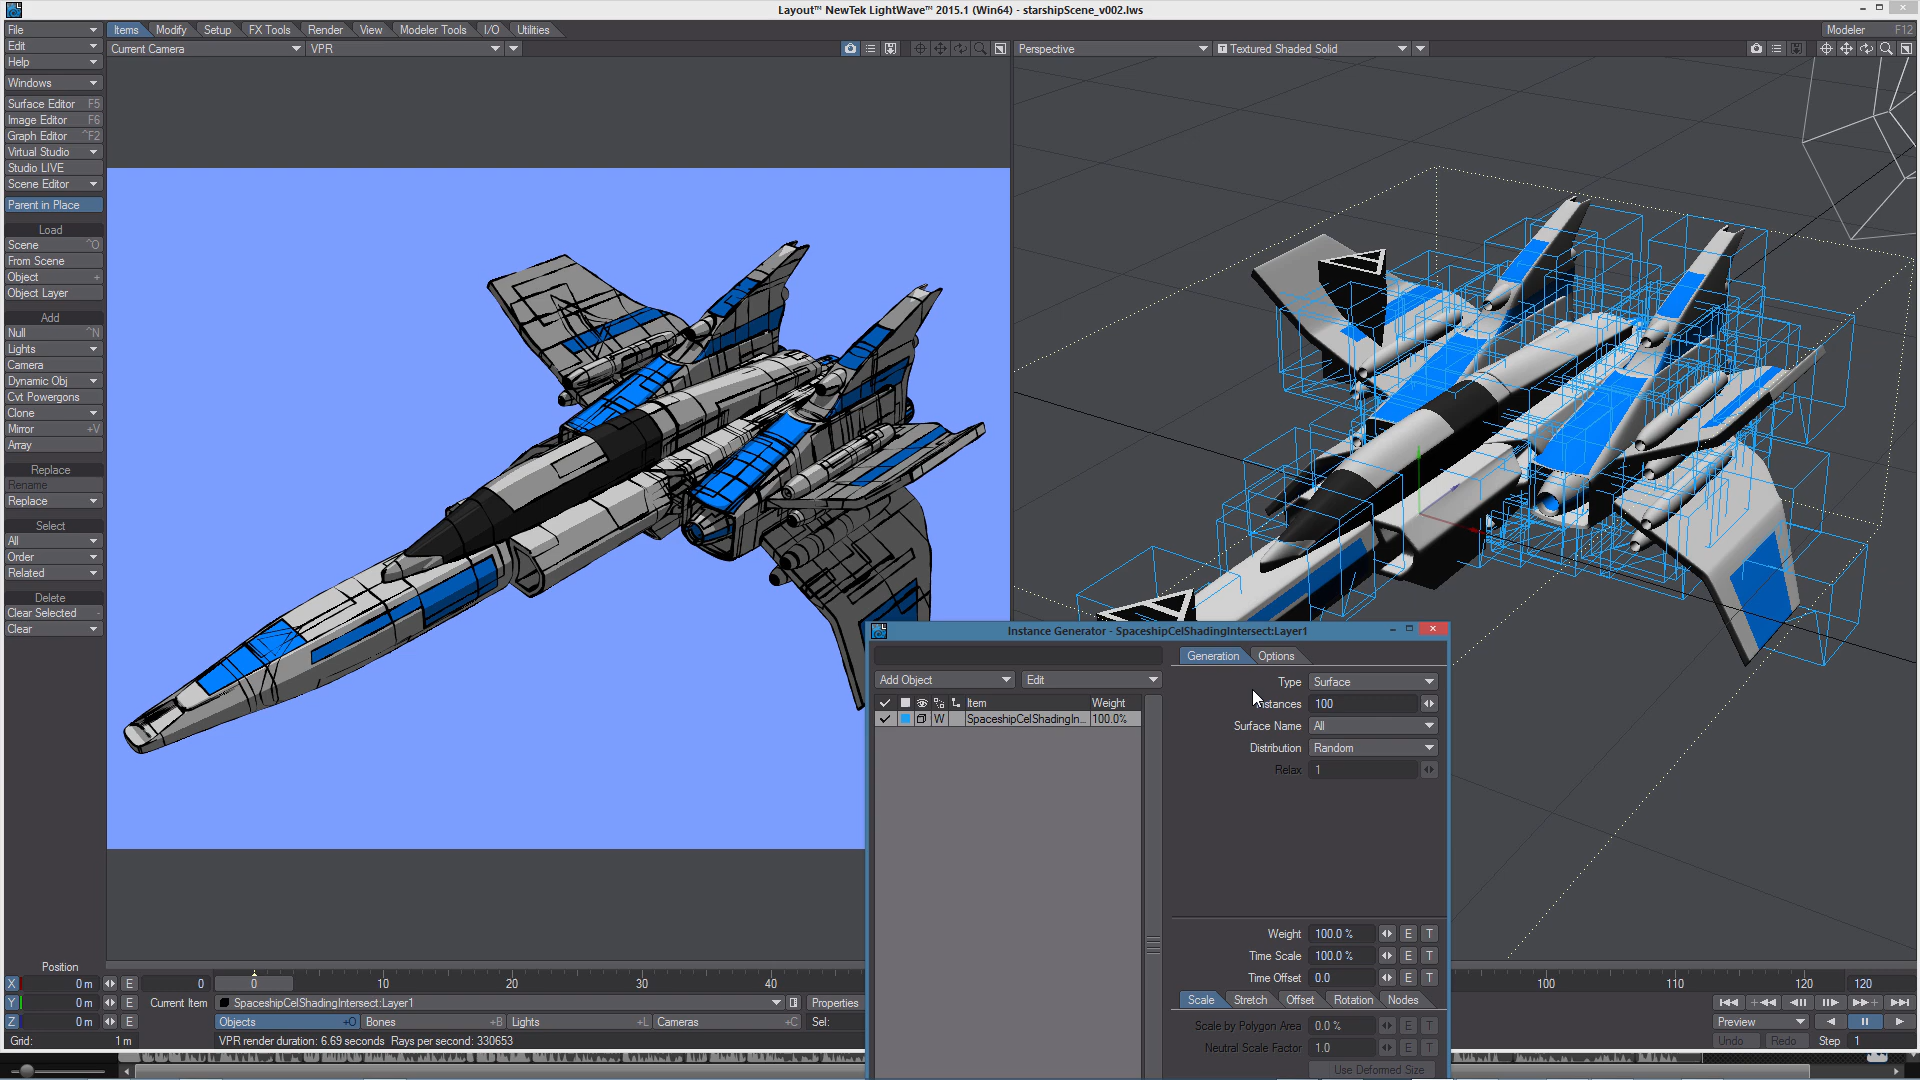 Layout™ NewTek LightWave™ 2015.1 (Win64) - starshipScene_v002.lws
File
Items Modify Setup FX Tools Render View Modeler Tools I/O Utilities
Modeler F12
Edit
Current Camera VPR
Perspective T Textured Shaded Solid
Help
Windows
Surface Editor F5
Image Editor F6
Graph Editor ^F2
Virtual Studio
Studio LIVE
Scene Editor
Parent in Place
Load
Scene ^O
From Scene
Object +
Object Layer
Add
Null ^N
Lights
Camera
Dynamic Obj
Cvt Powergons
Clone
Mirror +V
Array
Replace
Rename
Replace
Select
All
Order
Related
Delete
Clear Selected -
Clear
Instance Generator - SpaceshipCelShadingIntersect:Layer1
Generation Options
Add Object Edit
Type Surface
Item Weight
Instances 100
W SpaceshipCelShadingIn... 100.0%
Surface Name All
Distribution Random
Relax 1
Weight 100.0 % E T
Time Scale 100.0 % E T
Time Offset 0.0 E T
Scale Stretch Offset Rotation Nodes
Scale by Polygon Area 0.0 % E T
Neutral Scale Factor 1.0 E T
Use Deformed Size
Position
X 0 m E 0 0 10 20 30 40 100 110 120 120
Y 0 m E Current Item SpaceshipCelShadingIntersect:Layer1 Properties
Z 0 m E Objects +O Bones +B Lights +L Cameras +C Sel:
Preview
Grid: 1 m VPR render duration: 6.69 seconds Rays per second: 330653
Undo Redo Step 1